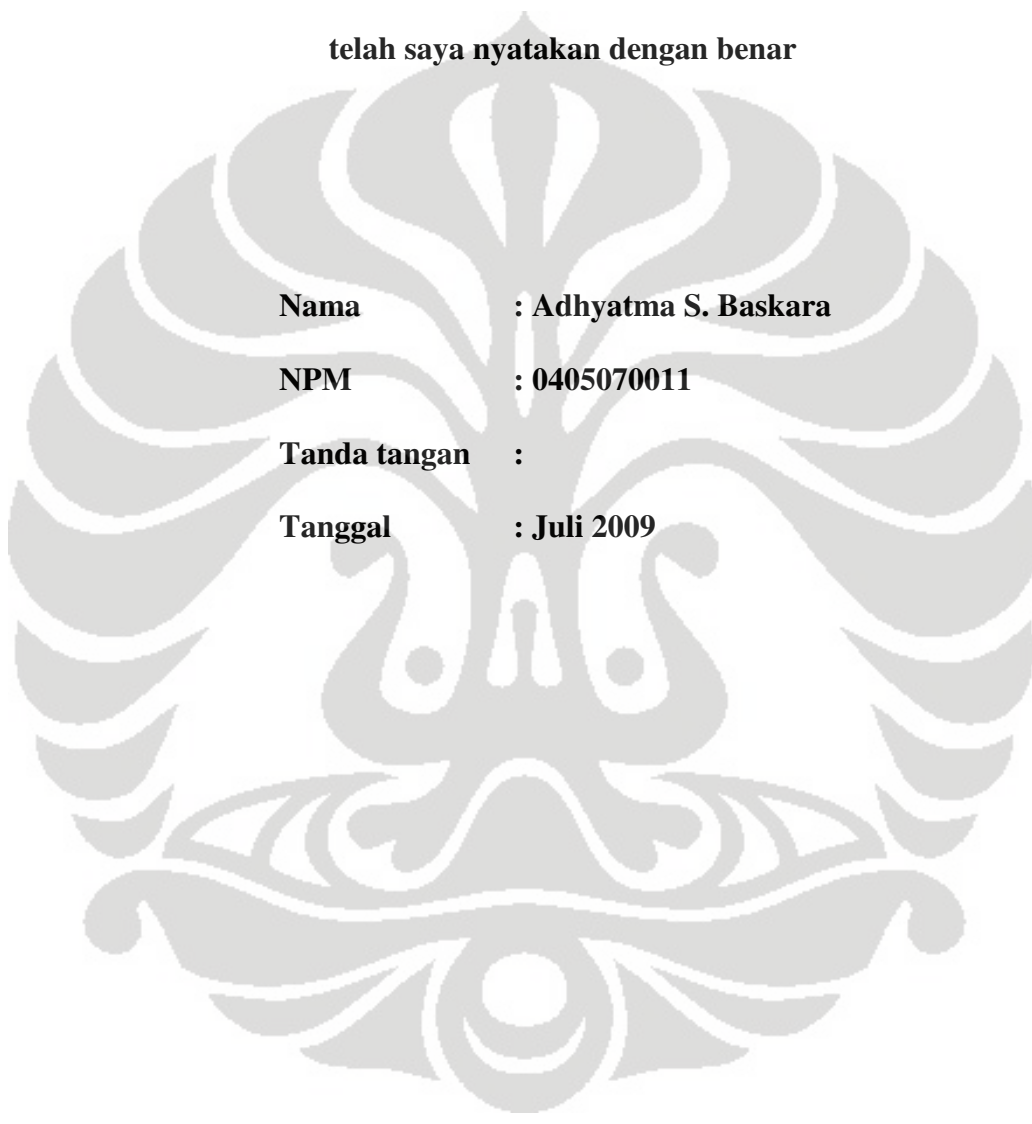 telah saya nyatakan dengan benar
Nama : Adhyatma S. Baskara
NPM : 0405070011
Tanda tangan :
Tanggal : Juli 2009